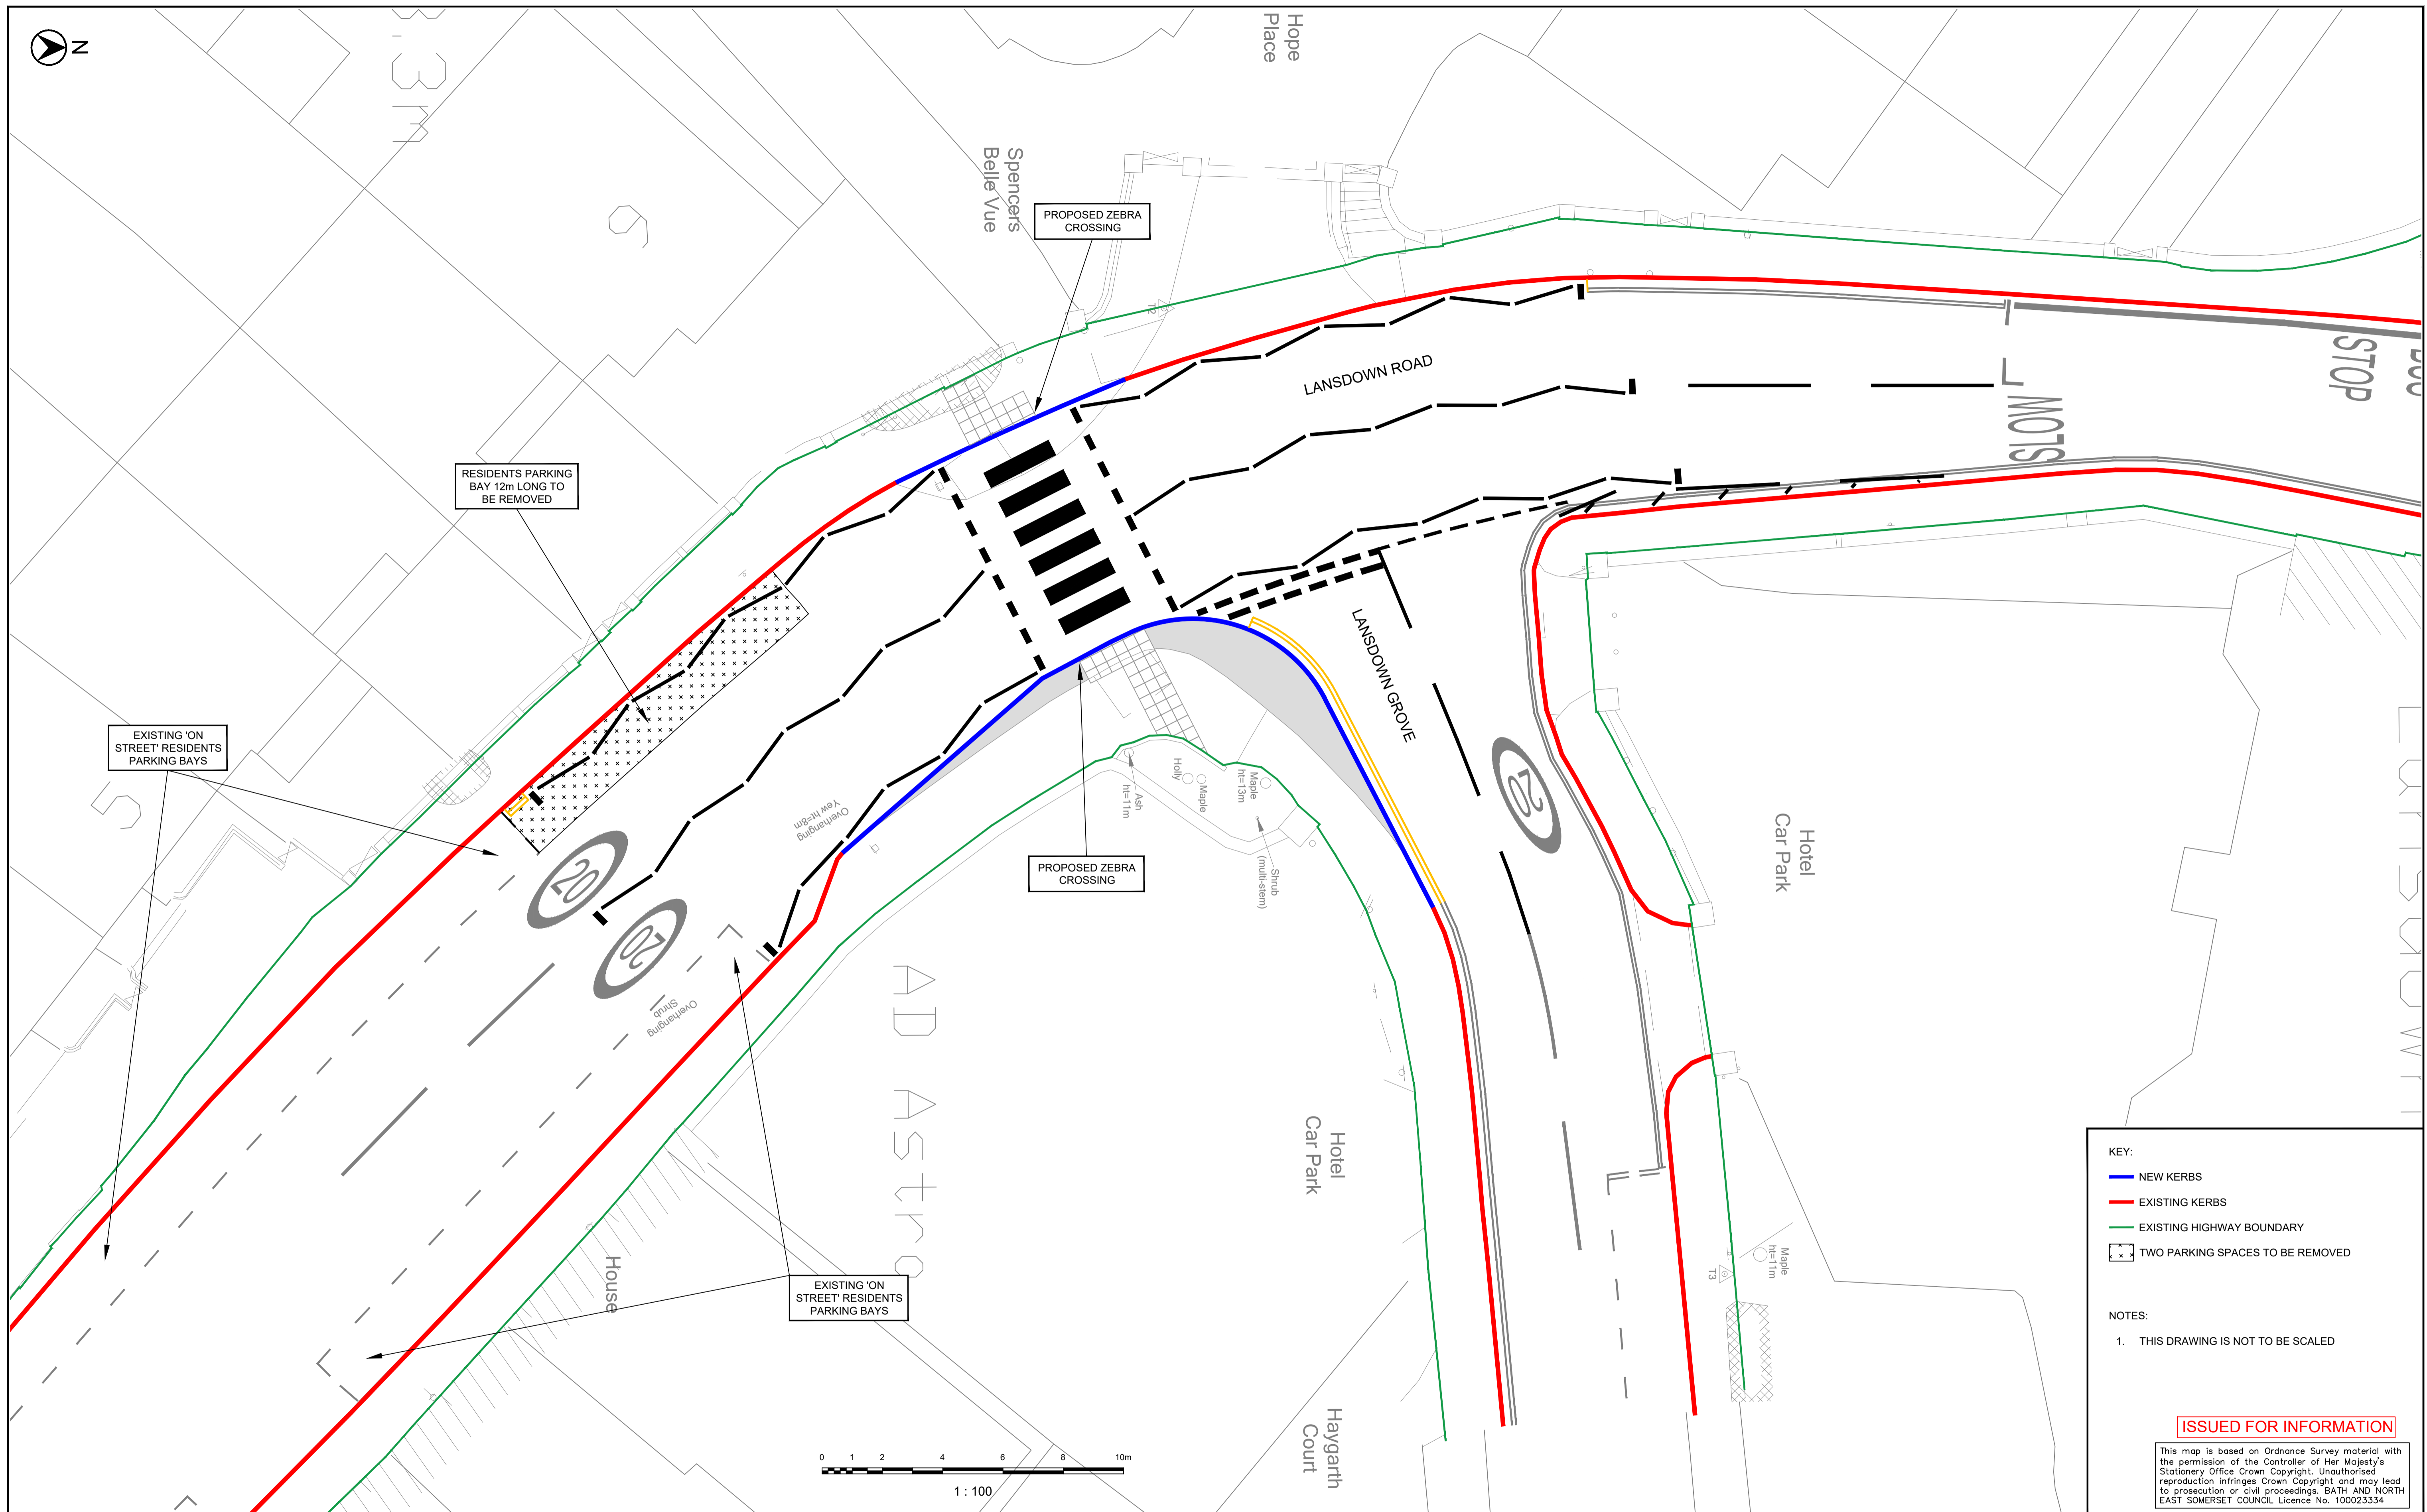 N
Hope
Place
Spencers
Belle Vue
PROPOSED ZEBRA
CROSSING
9
T2
LANSDOWN ROAD
STOP
SLOW
RESIDENTS PARKING
BAY 12m LONG TO
BE REMOVED
LANSDOWN GROVE
EXISTING 'ON
STREET' RESIDENTS
PARKING BAYS
5
20
20
20
Overhanging
Yew ht=8m
Ash
ht=11m
Holly
Maple
Maple
ht=13m
Shrub
(multi-stem)
PROPOSED ZEBRA
CROSSING
Hotel
Car Park
Overhanging
Shrub
Hotel
Car Park
House
EXISTING 'ON
STREET' RESIDENTS
PARKING BAYS
T3
Maple
ht=11m
Haygarth
Court
0 1 2 4 6 8 10m
1 : 100
KEY:
NEW KERBS
EXISTING KERBS
EXISTING HIGHWAY BOUNDARY
TWO PARKING SPACES TO BE REMOVED
NOTES:
1. THIS DRAWING IS NOT TO BE SCALED
ISSUED FOR INFORMATION
This map is based on Ordnance Survey material with
the permission of the Controller of Her Majesty's
Stationery Office Crown Copyright. Unauthorised
reproduction infringes Crown Copyright and may lead
to prosecution or civil proceedings. BATH AND NORTH
EAST SOMERSET COUNCIL Licence No. 100023334